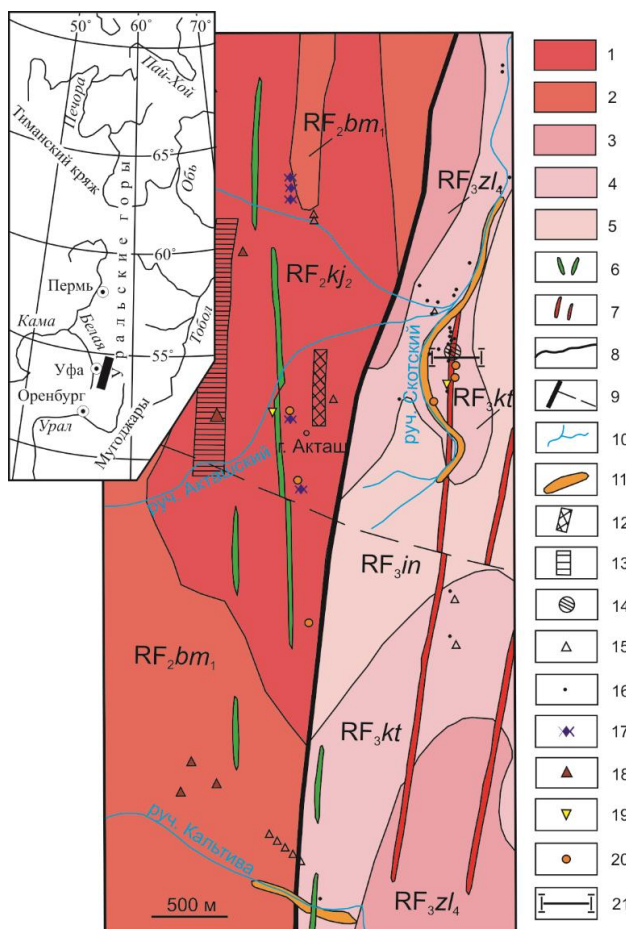 50°
60°
70°
Печора
Пай-Хой
Тиманский кряж
Обь
65°
Уральские горы
60°
Пермь
Кама
Белая
Тобол
55°
Уфа
Оренбург
Урал
Мугоджары
RF₂bm₁
RF₃zl₄
RF₂kj₂
руч. Скотский
RF₃kt
г. Акташ
руч. Акташский
RF₃in
RF₂bm₁
RF₃kt
руч. Кальтива
RF₃zl₄
500 м
1
2
3
4
5
6
7
8
9
10
11
12
13
14
15
16
17
18
19
20
21